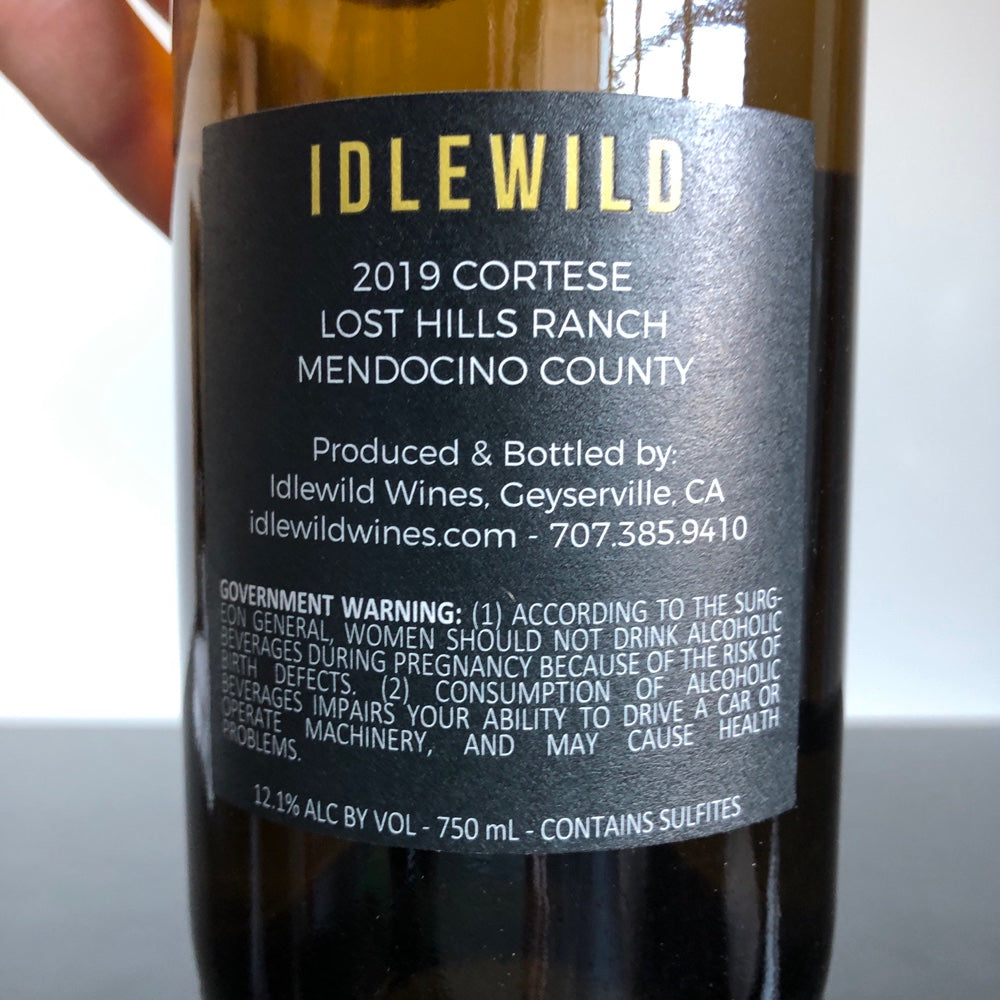 IDLEWILD
2019 CORTESE
LOST HILLS RANCH
MENDOCINO COUNTY
Produced & Bottled by:
Idlewild Wines, Geyserville, CA
idlewildwines.com - 707.385.9410
GOVERNMENT WARNING: (1) ACCORDING TO THE SURG-
EON GENERAL, WOMEN SHOULD NOT DRINK ALCOHOLIC
BEVERAGES DURING PREGNANCY BECAUSE OF THE RISK OF
BIRTH DEFECTS. (2) CONSUMPTION OF ALCOHOLIC
BEVERAGES IMPAIRS YOUR ABILITY TO DRIVE A CAR OR
OPERATE MACHINERY, AND MAY CAUSE HEALTH
PROBLEMS.
12.1% ALC BY VOL - 750 mL - CONTAINS SULFITES